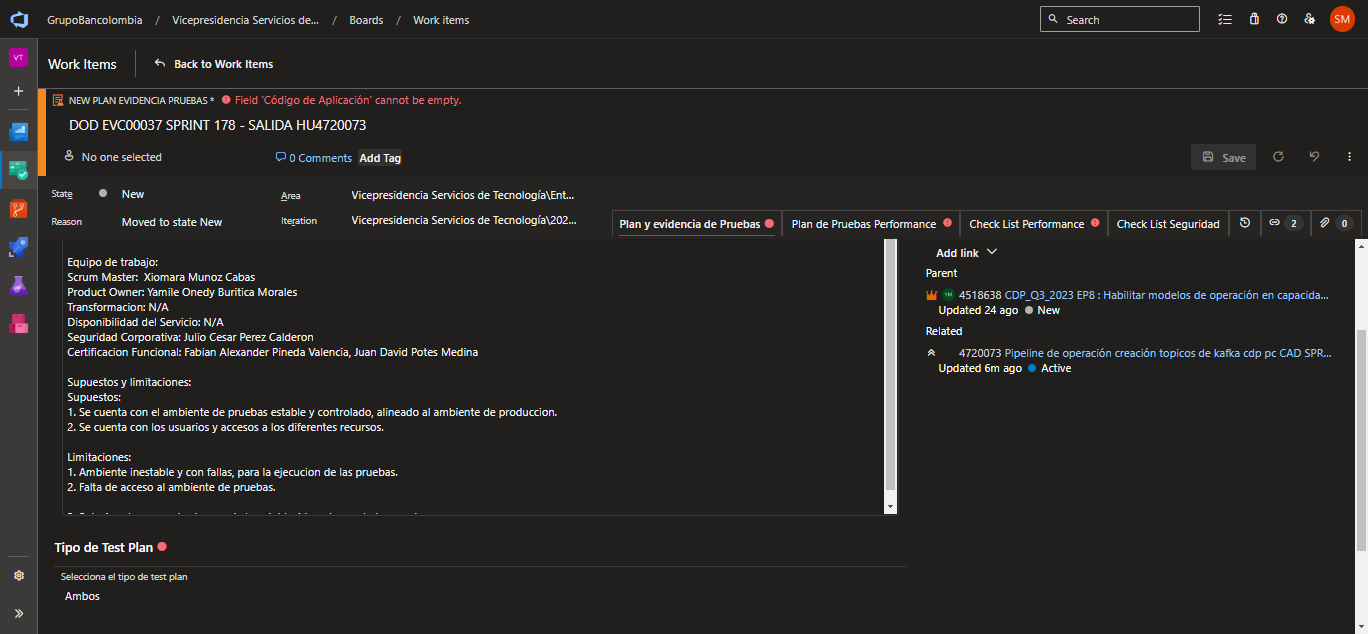 GrupoBancolombia / Vicepresidencia Servicios de... / Boards / Work items
Search
SM
VT
Work Items
Back to Work Items
NEW PLAN EVIDENCIA PRUEBAS * Field 'Código de Aplicación' cannot be empty.
DOD EVC00037 SPRINT 178 - SALIDA HU4720073
No one selected
0 Comments
Add Tag
Save
State
New
Area
Vicepresidencia Servicios de Tecnología\Ent...
Reason
Moved to state New
Iteration
Vicepresidencia Servicios de Tecnología\202...
Plan y evidencia de Pruebas
Plan de Pruebas Performance
Check List Performance
Check List Seguridad
2
0
Equipo de trabajo:
Scrum Master: Xiomara Munoz Cabas
Product Owner: Yamile Onedy Buritica Morales
Transformacion: N/A
Disponibilidad del Servicio: N/A
Seguridad Corporativa: Julio Cesar Perez Calderon
Certificacion Funcional: Fabian Alexander Pineda Valencia, Juan David Potes Medina
Supuestos y limitaciones:
Supuestos:
1. Se cuenta con el ambiente de pruebas estable y controlado, alineado al ambiente de produccion.
2. Se cuenta con los usuarios y accesos a los diferentes recursos.
Limitaciones:
1. Ambiente inestable y con fallas, para la ejecucion de las pruebas.
2. Falta de acceso al ambiente de pruebas.
Tipo de Test Plan
Selecciona el tipo de test plan
Ambos
Add link
Parent
4518638 CDP_Q3_2023 EP8 : Habilitar modelos de operación en capacida...
Updated 24 ago New
Related
4720073 Pipeline de operación creación topicos de kafka cdp pc CAD SPR...
Updated 6m ago Active